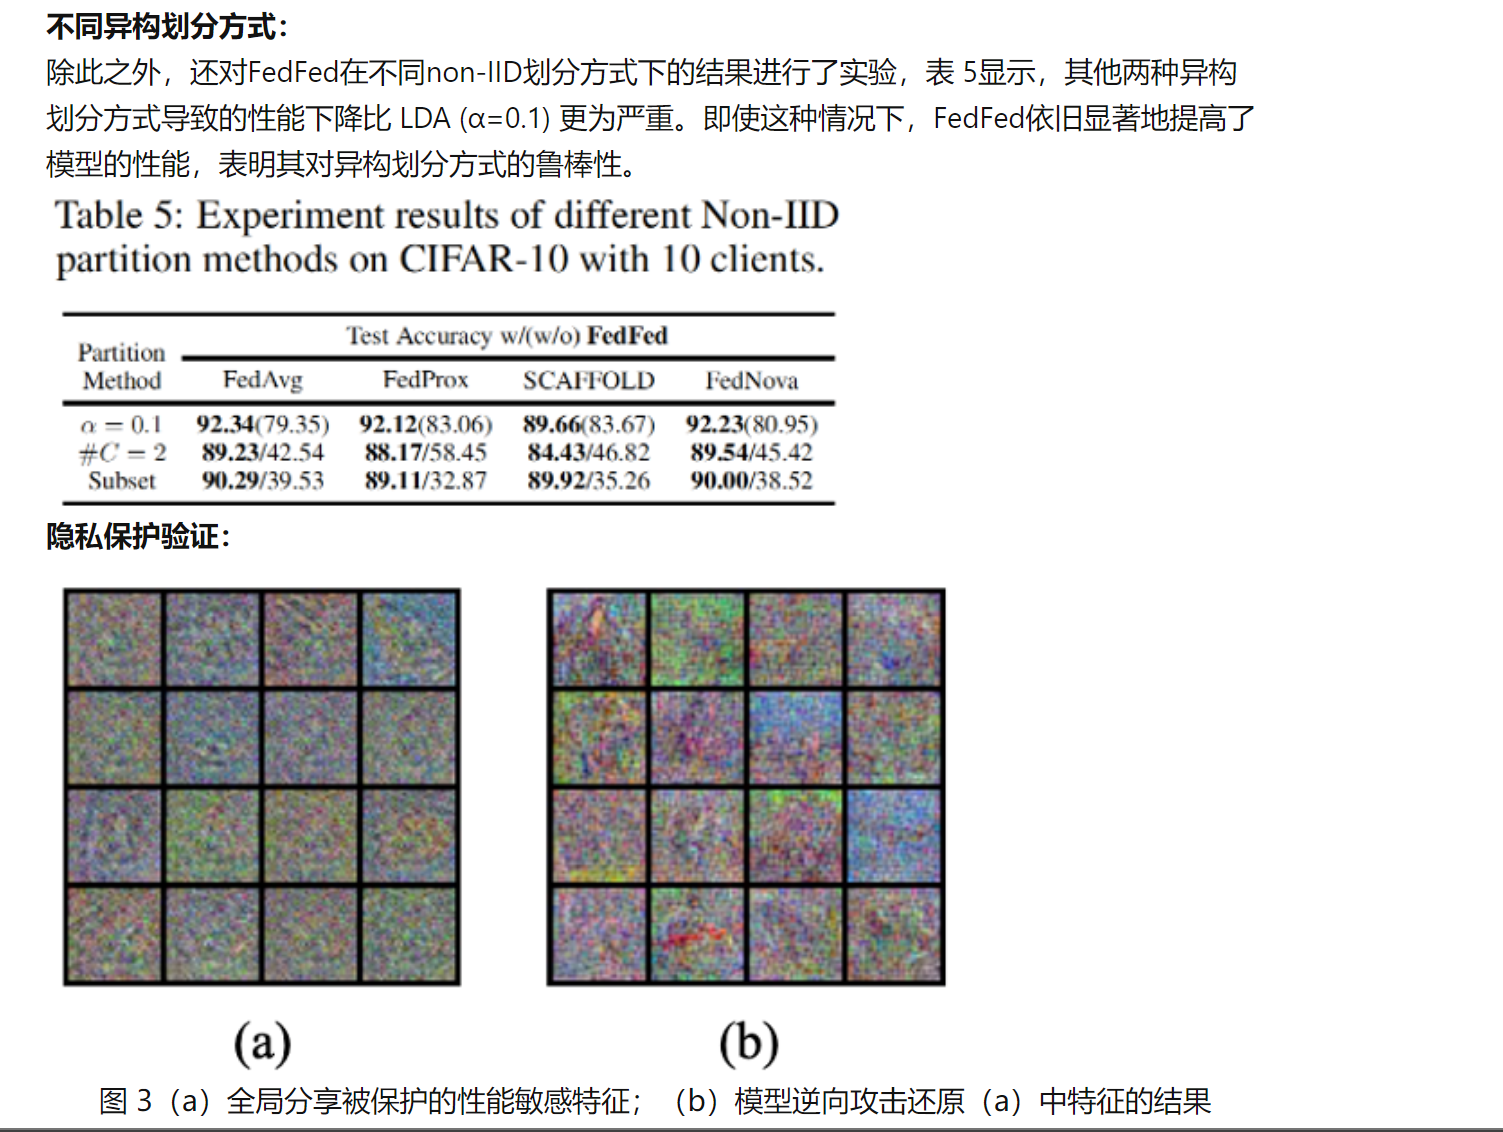 不同异构划分方式：
除此之外，还对FedFed在不同non-IID划分方式下的结果进行了实验，表 5显示，其他两种异构
划分方式导致的性能下降比 LDA (α=0.1) 更为严重。即使这种情况下，FedFed依旧显著地提高了
模型的性能，表明其对异构划分方式的鲁棒性。
Table 5: Experiment results of different Non-IID
partition methods on CIFAR-10 with 10 clients.
Partition Method Test Accuracy w/(w/o) FedFed
FedAvg FedProx SCAFFOLD FedNova
α = 0.1 92.34(79.35) 92.12(83.06) 89.66(83.67) 92.23(80.95)
#C = 2 89.23/42.54 88.17/58.45 84.43/46.82 89.54/45.42
Subset 90.29/39.53 89.11/32.87 89.92/35.26 90.00/38.52
隐私保护验证：
(a) (b)
图 3（a）全局分享被保护的性能敏感特征；（b）模型逆向攻击还原（a）中特征的结果